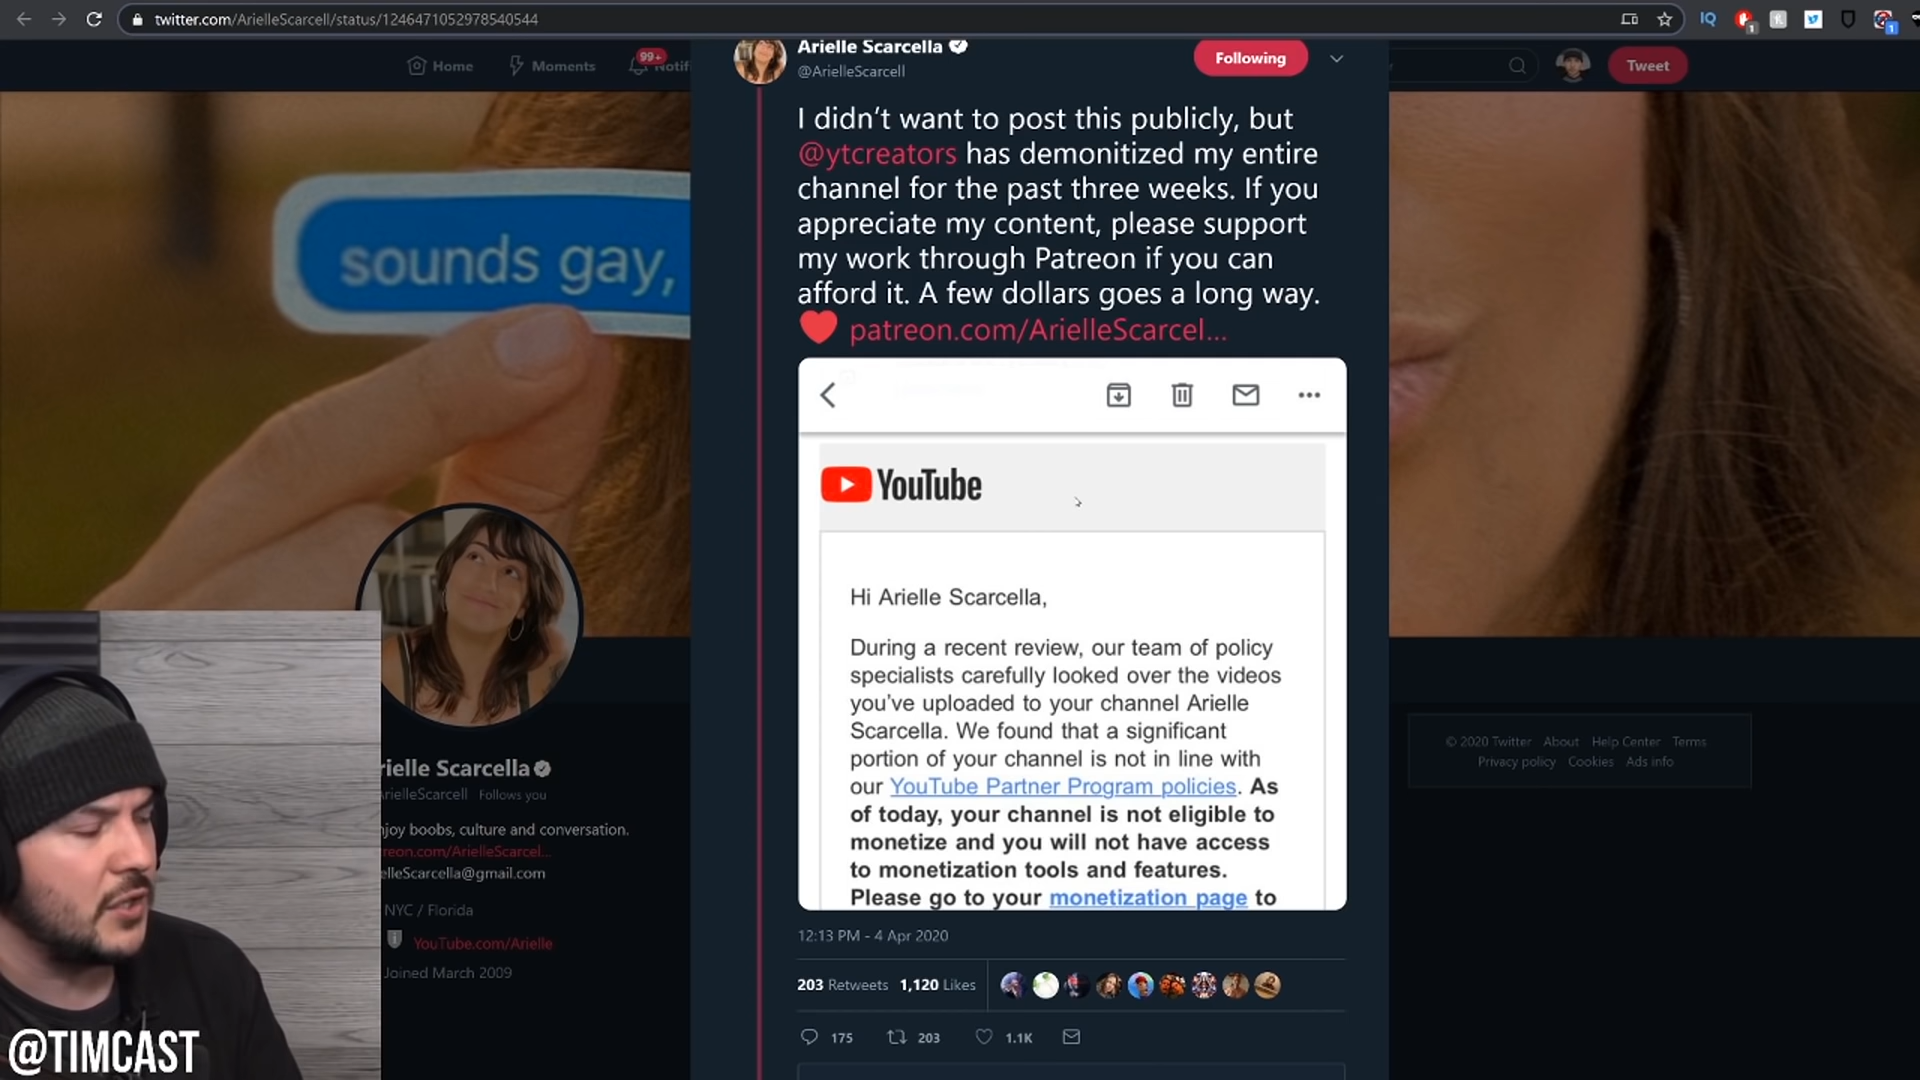 twitter.com/ArielleScarcell/status/1246471052978540544
IQ
1
1
Home
Moments
99+
Notifi
Arielle Scarcella
@ArielleScarcell
Following
Tweet
sounds gay,
I didn’t want to post this publicly, but
@ytcreators has demonitized my entire
channel for the past three weeks. If you
appreciate my content, please support
my work through Patreon if you can
afford it. A few dollars goes a long way.
patreon.com/ArielleScarcel...
YouTube
Hi Arielle Scarcella,
During a recent review, our team of policy
specialists carefully looked over the videos
you’ve uploaded to your channel Arielle
Scarcella. We found that a significant
portion of your channel is not in line with
our YouTube Partner Program policies. As
of today, your channel is not eligible to
monetize and you will not have access
to monetization tools and features.
Please go to your monetization page to
12:13 PM - 4 Apr 2020
203 Retweets 1,120 Likes
175 203 1.1K
rielle Scarcella
ArielleScarcell Follows you
njoy boobs, culture and conversation.
treon.com/ArielleScarcel...
elleScarcella@gmail.com
NYC / Florida
YouTube.com/Arielle
Joined March 2009
© 2020 Twitter About Help Center Terms
Privacy policy Cookies Ads info
@TIMCAST